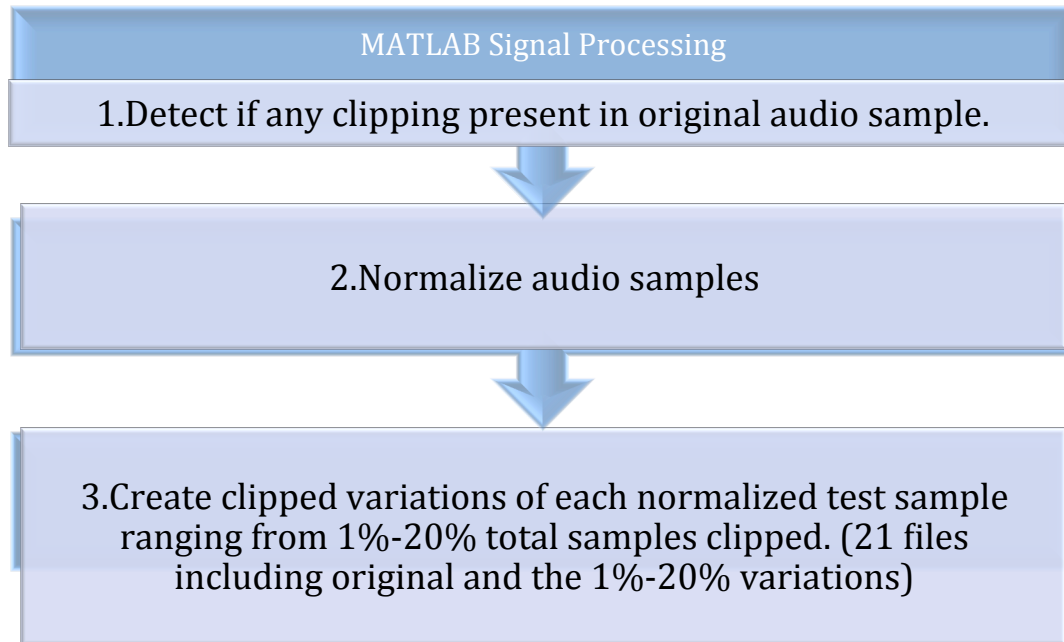 MATLAB Signal Processing
1.Detect if any clipping present in original audio sample.
2.Normalize audio samples
3.Create clipped variations of each normalized test sample
ranging from 1%-20% total samples clipped. (21 files
including original and the 1%-20% variations)